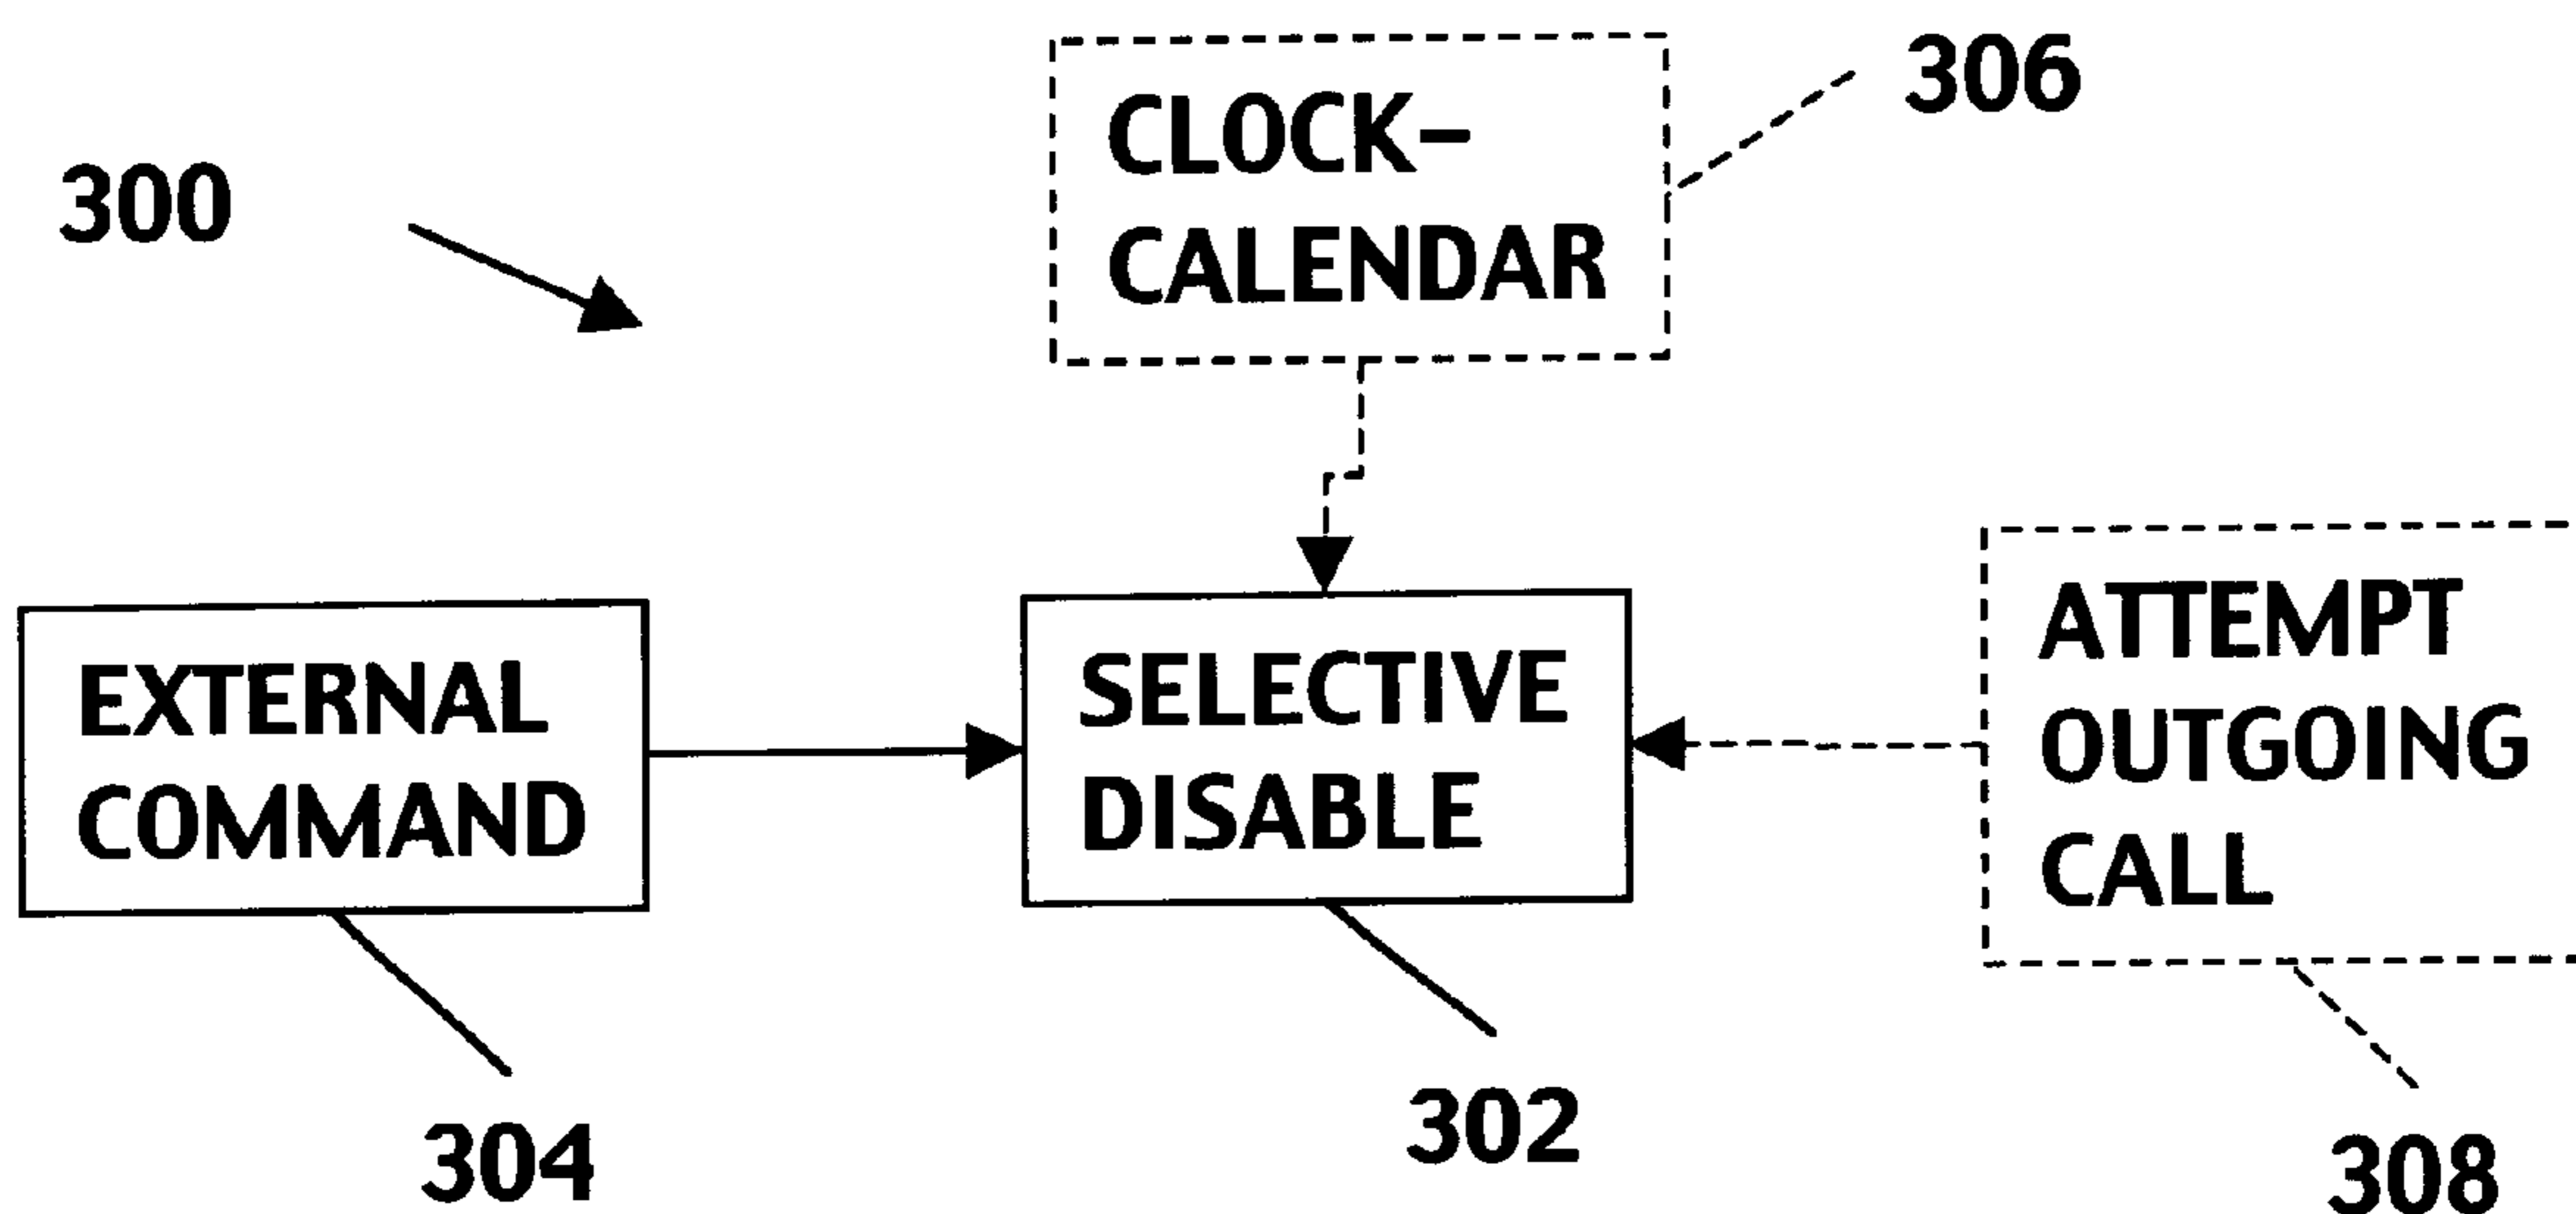 306
CLOCK–
CALENDAR
300
EXTERNAL
COMMAND
SELECTIVE
DISABLE
ATTEMPT
OUTGOING
CALL
304
302
308